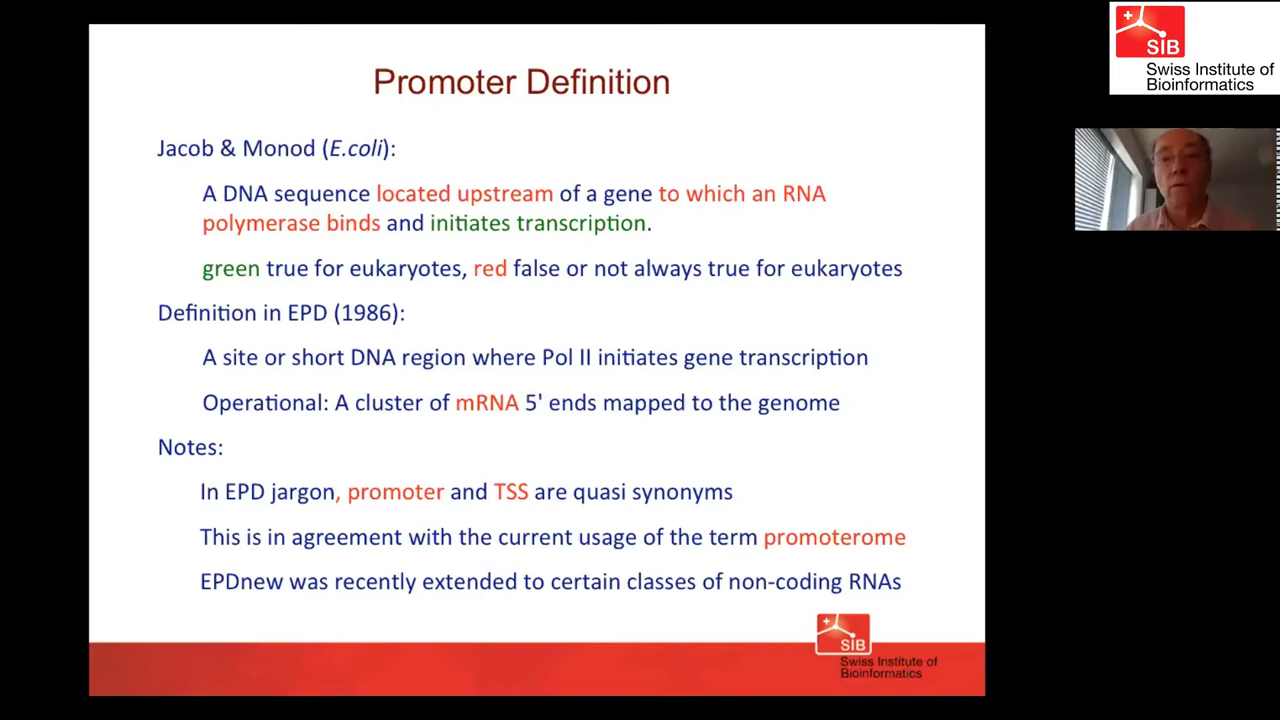 Promoter Definition
Jacob & Monod (E.coli):
A DNA sequence located upstream of a gene to which an RNA
polymerase binds and initiates transcription.
green true for eukaryotes, red false or not always true for eukaryotes
Definition in EPD (1986):
A site or short DNA region where Pol II initiates gene transcription
Operational: A cluster of mRNA 5' ends mapped to the genome
Notes:
In EPD jargon, promoter and TSS are quasi synonyms
This is in agreement with the current usage of the term promoterome
EPDnew was recently extended to certain classes of non-coding RNAs
SIB
Swiss Institute of
Bioinformatics
SIB
Swiss Institute of
Bioinformatics